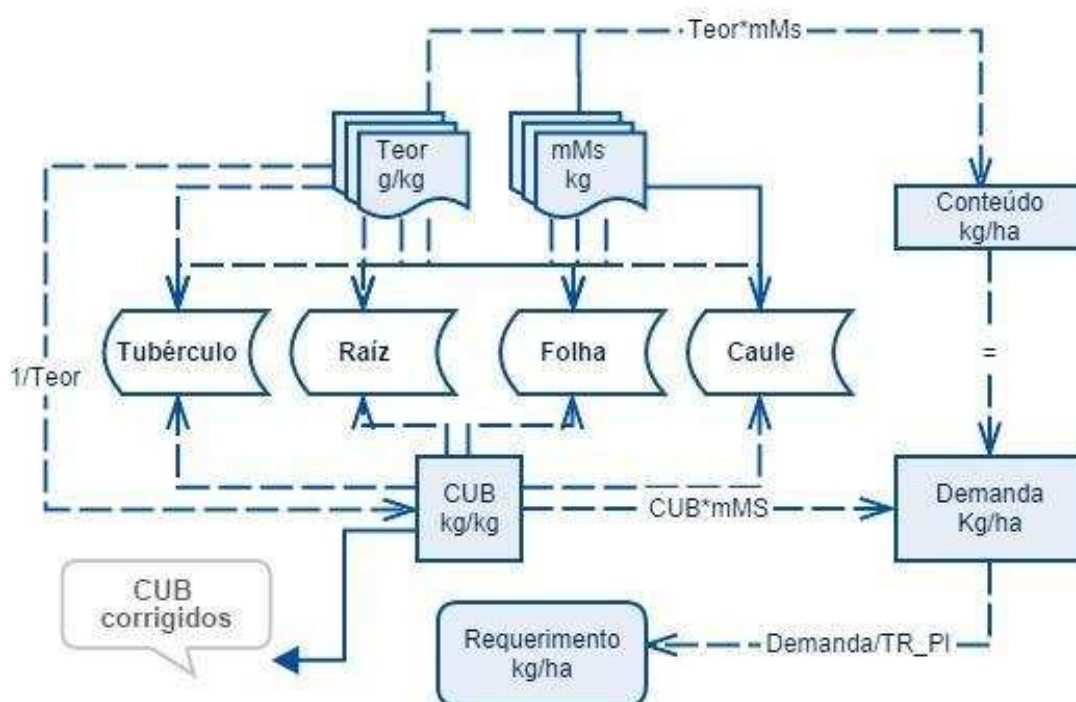 Teor*mMs
Teor
g/kg
mMs
kg
Conteúdo
kg/ha
Tubérculo
Raíz
Folha
Caule
1/Teor
=
CUB
kg/kg
CUB*mMS
Demanda
Kg/ha
CUB
corrigidos
Requerimento
kg/ha
Demanda/TR_PI